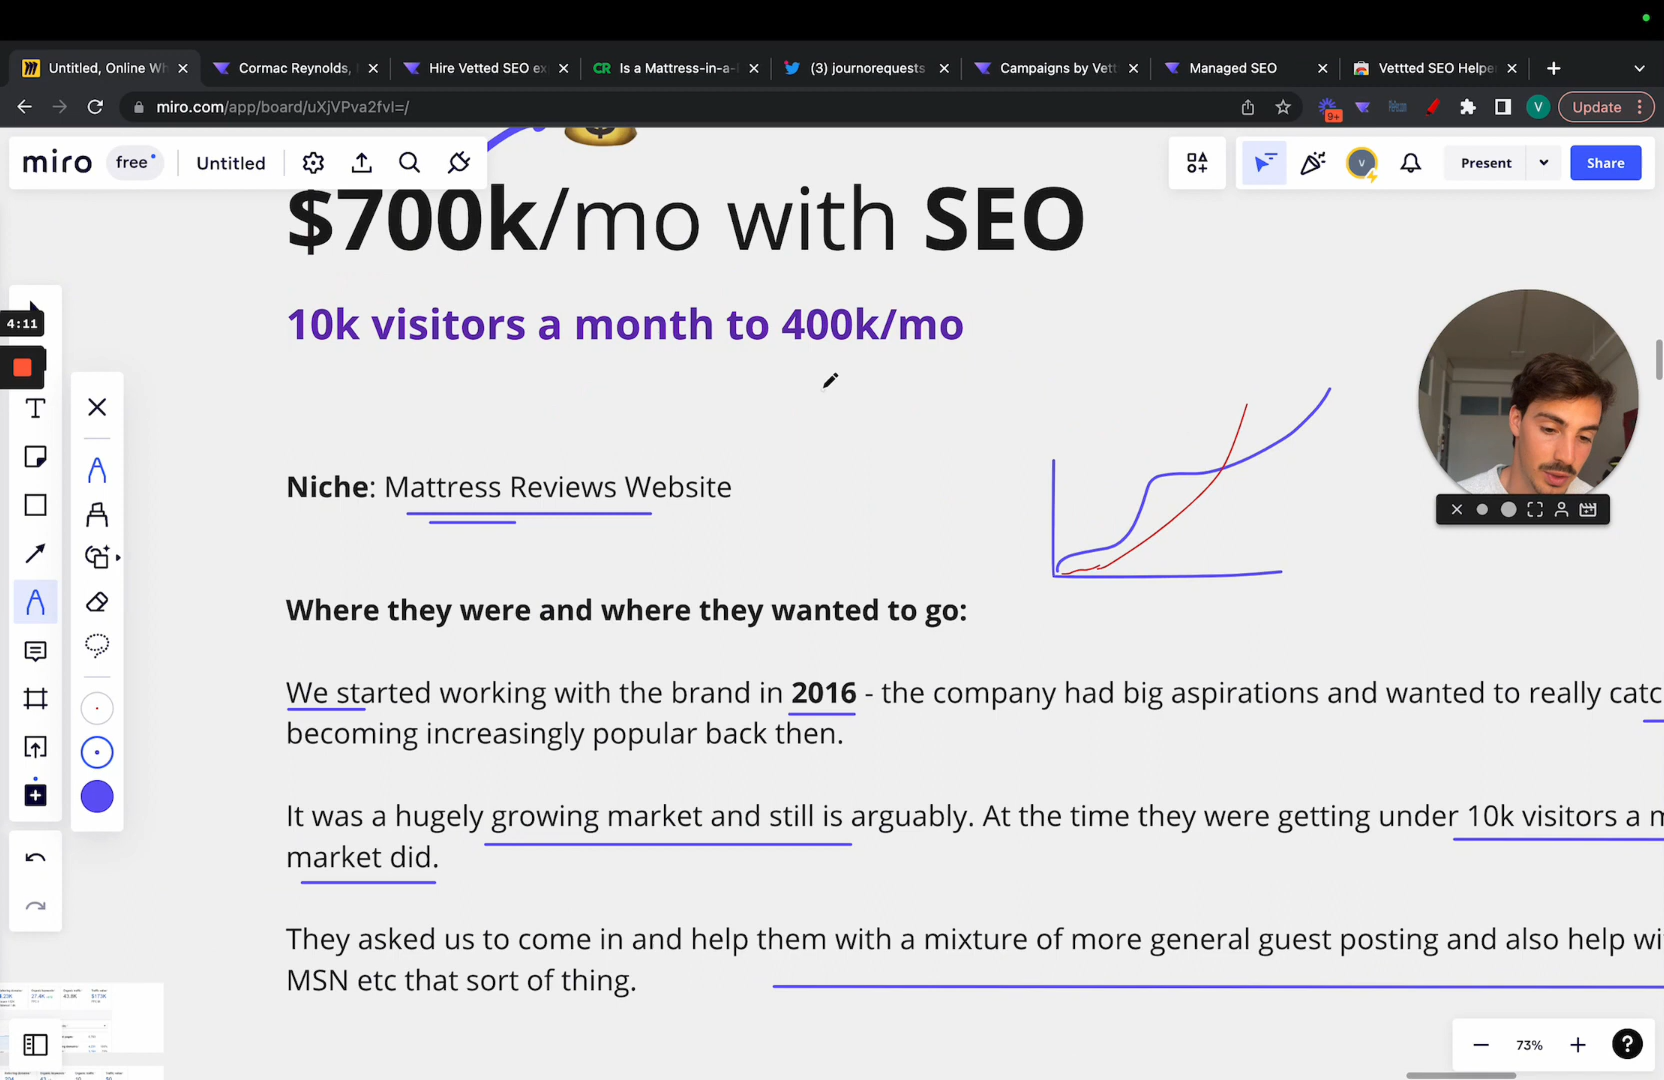 Untitled, Online Wh
Cormac Reynolds,
Hire Vetted SEO ex
CR Is a Mattress-in-a-
(3) journorequests
Campaigns by Vett
Managed SEO
Vettted SEO Helpe
miro.com/app/board/uXjVPva2fvI=/
9+
V
Update
miro
free
Untitled
V
Present
Share
$700k/mo with SEO
10k visitors a month to 400k/mo
4:11
Niche: Mattress Reviews Website
Where they were and where they wanted to go:
We started working with the brand in 2016 - the company had big aspirations and wanted to really catc
becoming increasingly popular back then.
It was a hugely growing market and still is arguably. At the time they were getting under 10k visitors a m
market did.
They asked us to come in and help them with a mixture of more general guest posting and also help wi
MSN etc that sort of thing.
73%